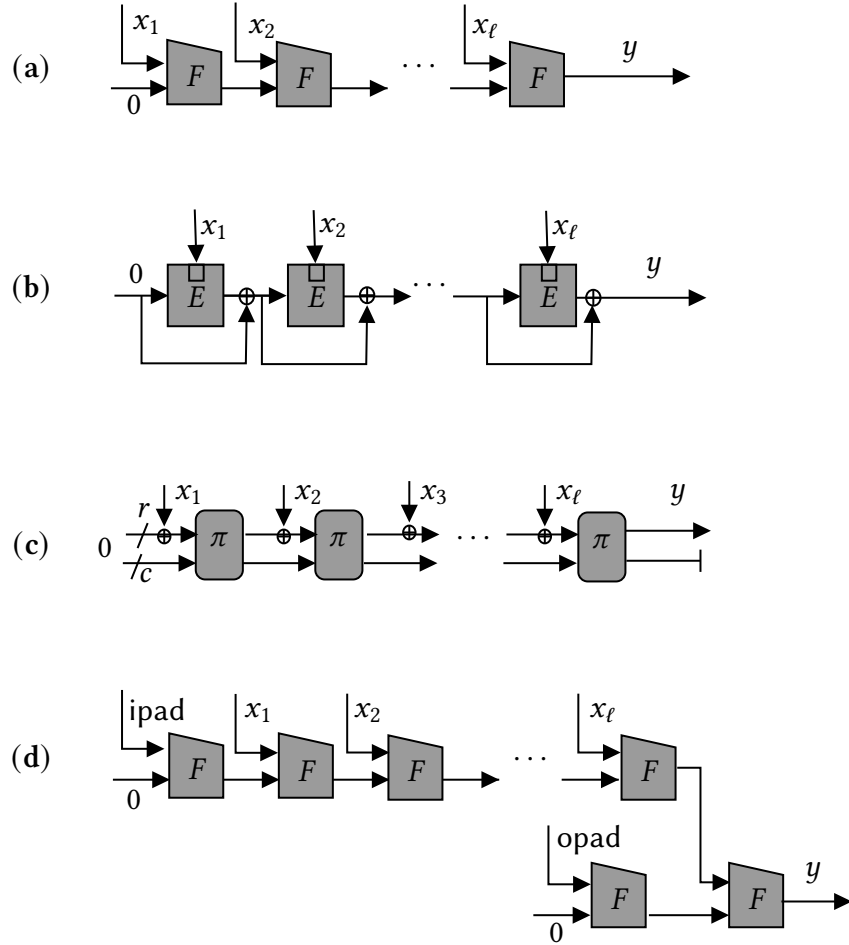 x₁ x₂ xℓ
(a) F F · · · F y
0
x₁ x₂ xℓ
(b) 0 E E · · · E y
r x₁ x₂ x₃ xℓ y
(c) 0 π π · · · π
c
ipad x₁ x₂ xℓ
(d) F F F · · · F
0
opad
F F y
0